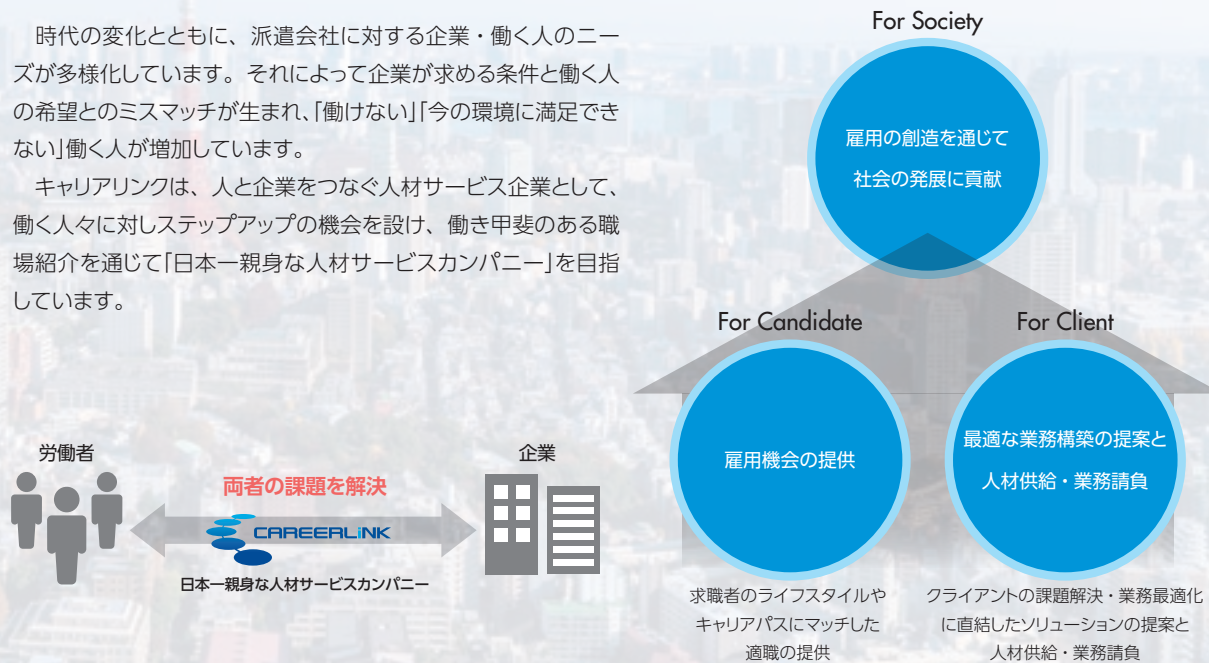 時代の変化とともに、派遣会社に対する企業・働く人のニー
ズが多様化しています。それによって企業が求める条件と働く人
の希望とのミスマッチが生まれ、「働けない」「今の環境に満足でき
ない」働く人が増加しています。
キャリアリンクは、人と企業をつなぐ人材サービス企業として、
働く人々に対しステップアップの機会を設け、働き甲斐のある職
場紹介を通じて「日本一親身な人材サービスカンパニー」を目指
しています。
労働者
企業
両者の課題を解決
CAREERLiNK
日本一親身な人材サービスカンパニー
For Society
雇用の創造を通じて
社会の発展に貢献
For Candidate
雇用機会の提供
求職者のライフスタイルや
キャリアパスにマッチした
適職の提供
For Client
最適な業務構築の提案と
人材供給・業務請負
クライアントの課題解決・業務最適化
に直結したソリューションの提案と
人材供給・業務請負